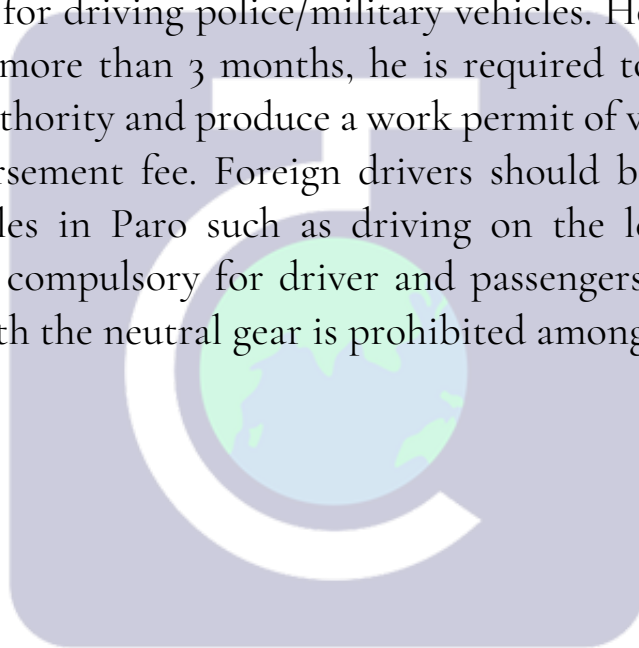 for driving police/military vehicles. He
more than 3 months, he is required to
thority and produce a work permit of v
rsement fee. Foreign drivers should b
les in Paro such as driving on the l
compulsory for driver and passengers
th the neutral gear is prohibited among